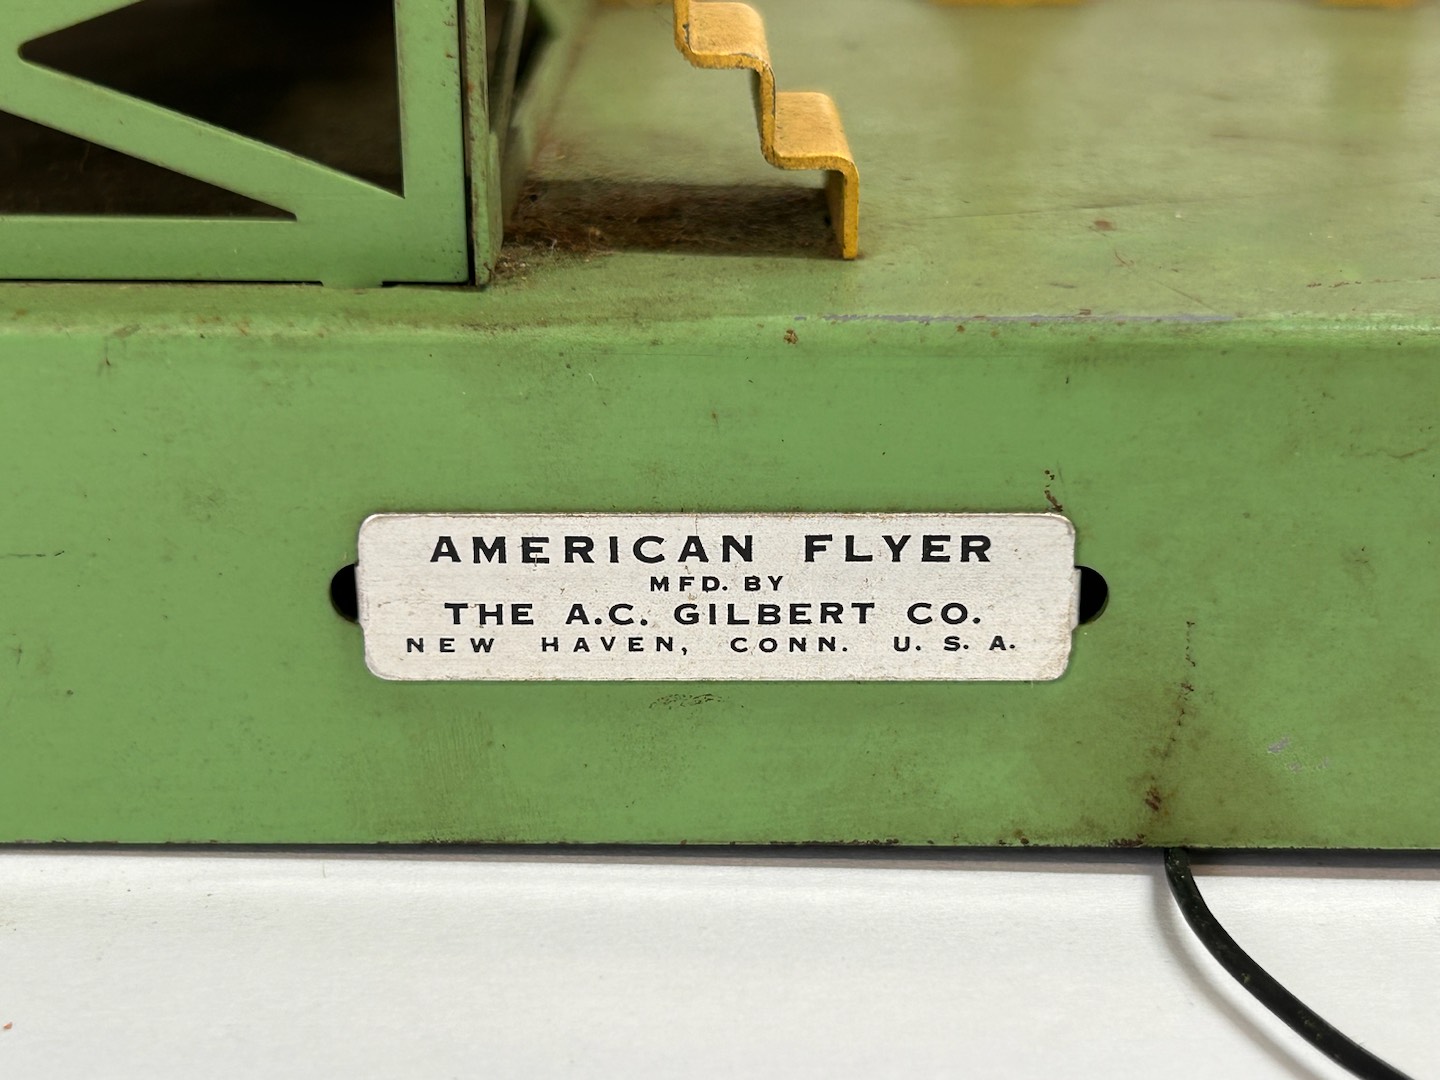 AMERICAN FLYER
MFD. BY
THE A.C. GILBERT CO.
NEW HAVEN, CONN. U. S. A.